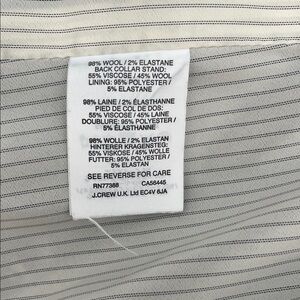 98% WOOL / 2% ELASTANE
BACK COLLAR STAND:
55% VISCOSE / 45% WOOL
LINING: 95% POLYESTER /
5% ELASTANE
98% LAINE / 2% ÉLASTHANNE
PIED DE COL DE DOS:
55% VISCOSE / 45% LAINE
DOUBLURE: 95% POLYESTER /
5% ÉLASTHANNE
98% WOLLE / 2% ELASTAN
HINTERER KRAGENSTEG:
55% VISKOSE / 45% WOLLE
FUTTER: 95% POLYESTER /
5% ELASTAN
SEE REVERSE FOR CARE
RN77388 CA56445
J.CREW U.K. Ltd EC4V 6JA